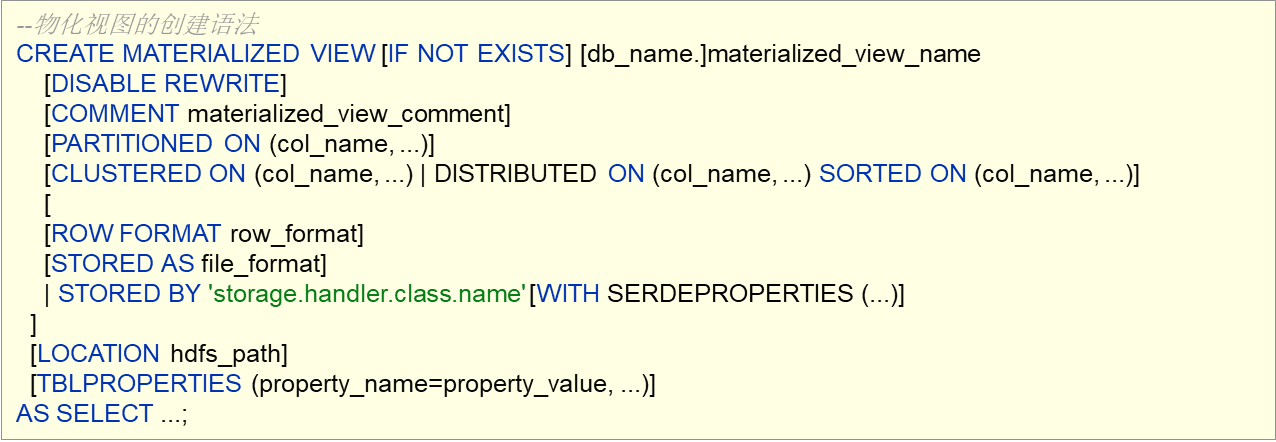 --物化视图的创建语法
CREATE MATERIALIZED VIEW [IF NOT EXISTS] [db_name.]materialized_view_name
[DISABLE REWRITE]
[COMMENT materialized_view_comment]
[PARTITIONED ON (col_name, ...)]
[CLUSTERED ON (col_name, ...) | DISTRIBUTED ON (col_name, ...) SORTED ON (col_name, ...)]
[
[ROW FORMAT row_format]
[STORED AS file_format]
| STORED BY 'storage.handler.class.name' [WITH SERDEPROPERTIES (...)]
]
[LOCATION hdfs_path]
[TBLPROPERTIES (property_name=property_value, ...)]
AS SELECT ...;